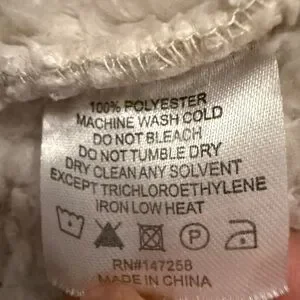 100% POLYESTER
MACHINE WASH COLD
DO NOT BLEACH
DO NOT TUMBLE DRY
DRY CLEAN ANY SOLVENT
EXCEPT TRICHLOROETHYLENE
IRON LOW HEAT
P
RN#147258
MADE IN CHINA